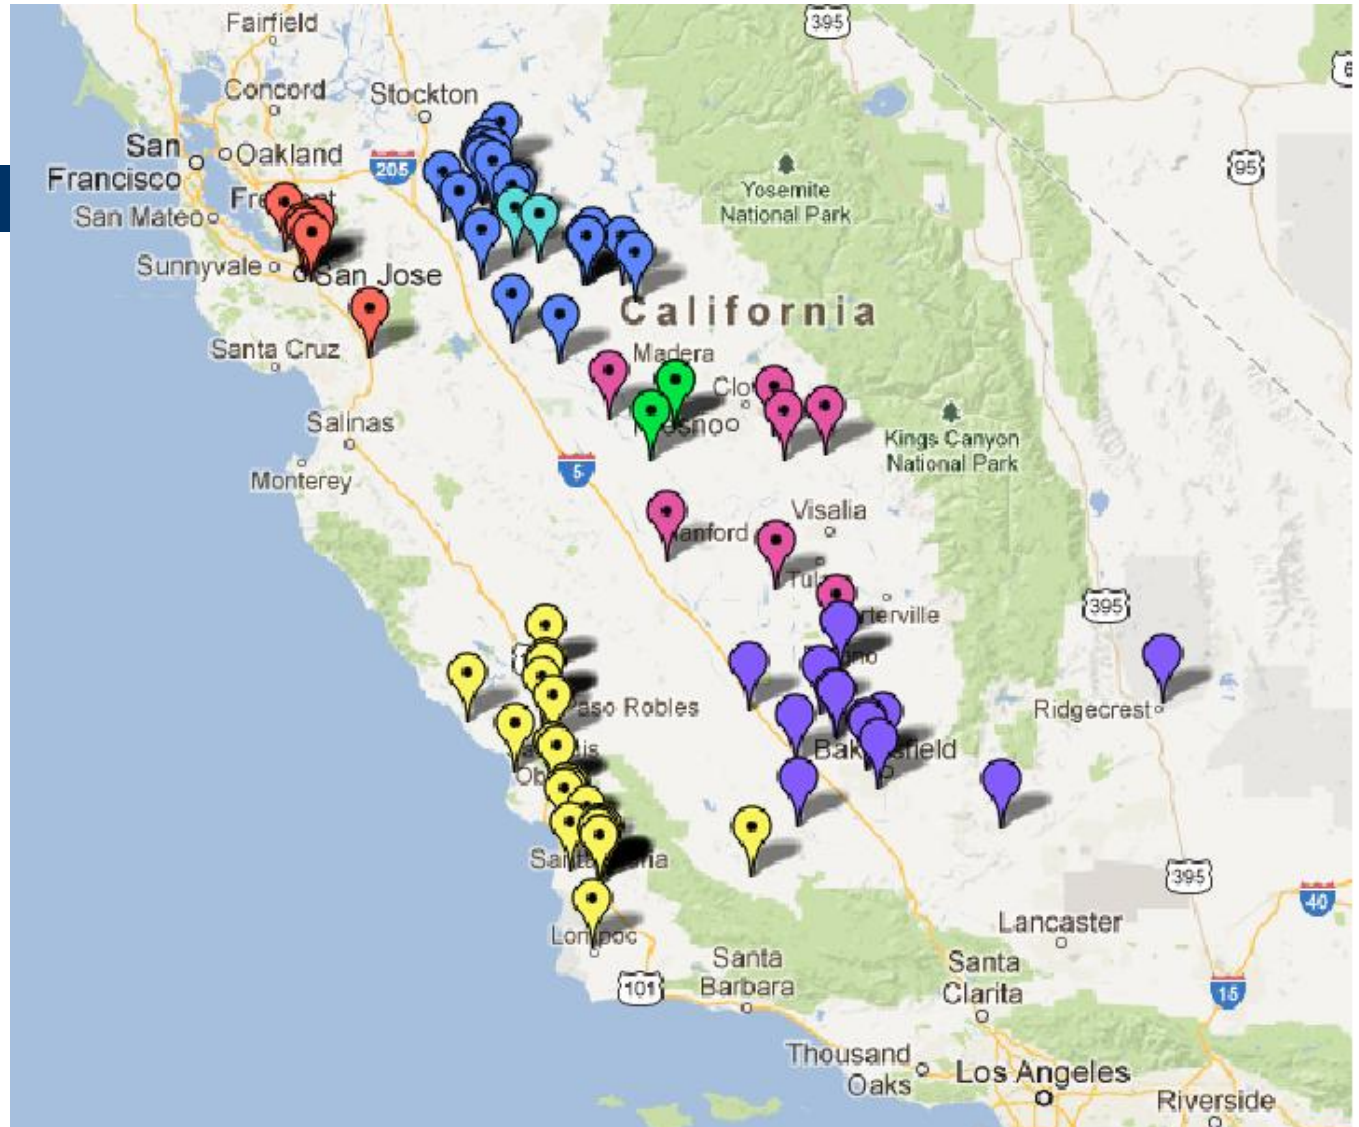 Fairfield
395
6
Concord
Stockton
San
Francisco
Oakland
205
95
Yosemite
National Park
San Mateo
Sunnyvale
San Jose
California
Santa Cruz
Madera
Salinas
Kings Canyon
National Park
5
Monterey
Visalia
395
Paso Robles
Ridgecrest
395
40
Lancaster
Santa
Barbara
101
Santa
Clarita
15
Thousand
Oaks
Los Angeles
Riverside